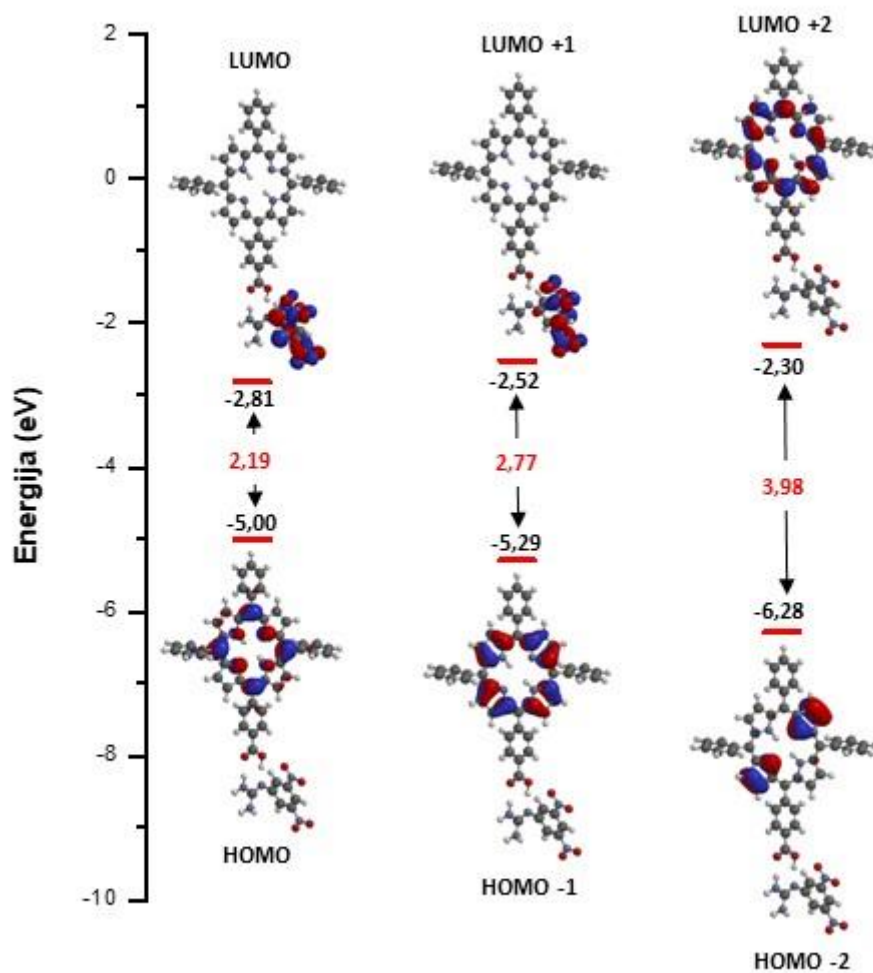 Energija (eV)
2
0
-2
-4
-6
-8
-10
LUMO
-2,81
2,19
-5,00
HOMO
LUMO +1
-2,52
2,77
-5,29
HOMO -1
LUMO +2
-2,30
3,98
-6,28
HOMO -2